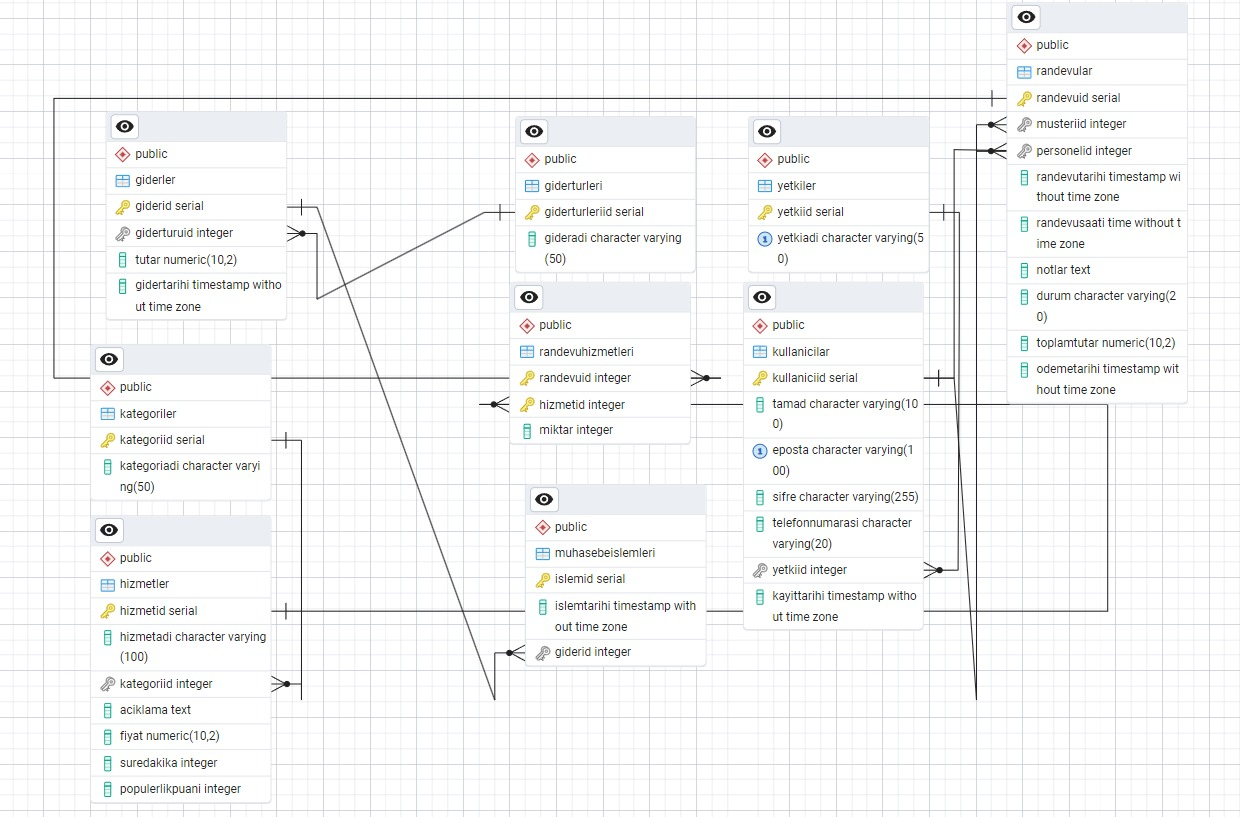 public
randevular
randevuid serial
musteriid integer
personelid integer
randevutarihi timestamp wi
thout time zone
randevusaati time without t
ime zone
notlar text
durum character varying(2
0)
toplamtutar numeric(10,2)
odemetarihi timestamp wit
hout time zone
public
giderler
giderid serial
giderturuid integer
tutar numeric(10,2)
gidertarihi timestamp witho
ut time zone
public
giderturleri
giderturleriid serial
gideradi character varying
(50)
public
yetkiler
yetkiid serial
yetkiadi character varying(5
0)
public
randevuhizmetleri
randevuid integer
hizmetid integer
miktar integer
public
kullanicilar
kullaniciid serial
tamad character varying(10
0)
eposta character varying(1
00)
sifre character varying(255)
telefonnumarasi character
varying(20)
yetkiid integer
kayittarihi timestamp witho
ut time zone
public
kategoriler
kategoriid serial
kategoriadi character varyi
ng(50)
public
muhasebeislemleri
islemid serial
islemtarihi timestamp with
out time zone
giderid integer
public
hizmetler
hizmetid serial
hizmetadi character varying
(100)
kategoriid integer
aciklama text
fiyat numeric(10,2)
suredakika integer
populerlikpuani integer